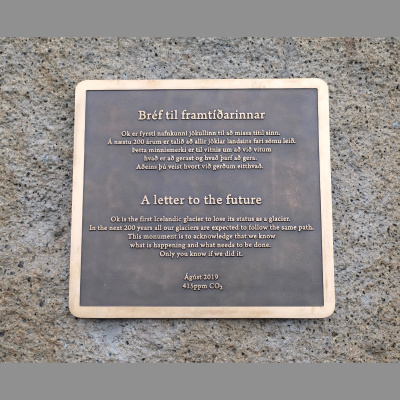 Bréf til framtíðarinnar
Ok er fyrsti nafnkunni jökullinn til að missa titil sinn.
Á næstu 200 árum er talið að allir jöklar landsins fari sömu leið.
Þetta minnismerki er til vitnis um að við vitum
hvað er að gerast og hvað þarf að gera.
Aðeins þú veist hvort við gerðum eitthvað.
A letter to the future
Ok is the first Icelandic glacier to lose its status as a glacier.
In the next 200 years all our glaciers are expected to follow the same path.
This monument is to acknowledge that we know
what is happening and what needs to be done.
Only you know if we did it.
Ágúst 2019
415ppm CO₂